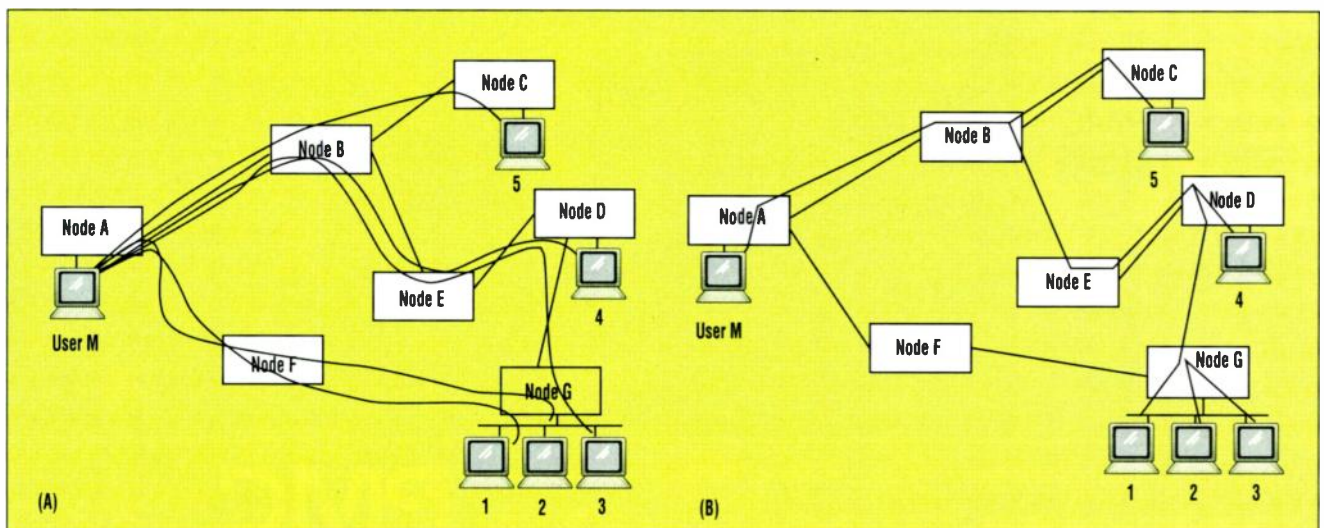 Node C
Node B
5
Node A
Node D
Node E
4
User M
Node F
Node G
1 2 3
(A)
Node C
Node B
5
Node A
Node D
Node E
4
User M
Node F
Node G
1 2 3
(B)